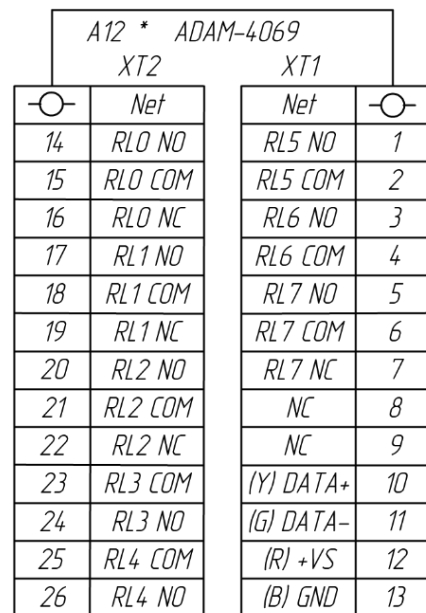 A12 * ADAM-4069
XT2 XT1
Net Net
14 RL0 NO RL5 NO 1
15 RL0 COM RL5 COM 2
16 RL0 NC RL6 NO 3
17 RL1 NO RL6 COM 4
18 RL1 COM RL7 NO 5
19 RL1 NC RL7 COM 6
20 RL2 NO RL7 NC 7
21 RL2 COM NC 8
22 RL2 NC NC 9
23 RL3 COM (Y) DATA+ 10
24 RL3 NO (G) DATA- 11
25 RL4 COM (R) +VS 12
26 RL4 NO (B) GND 13